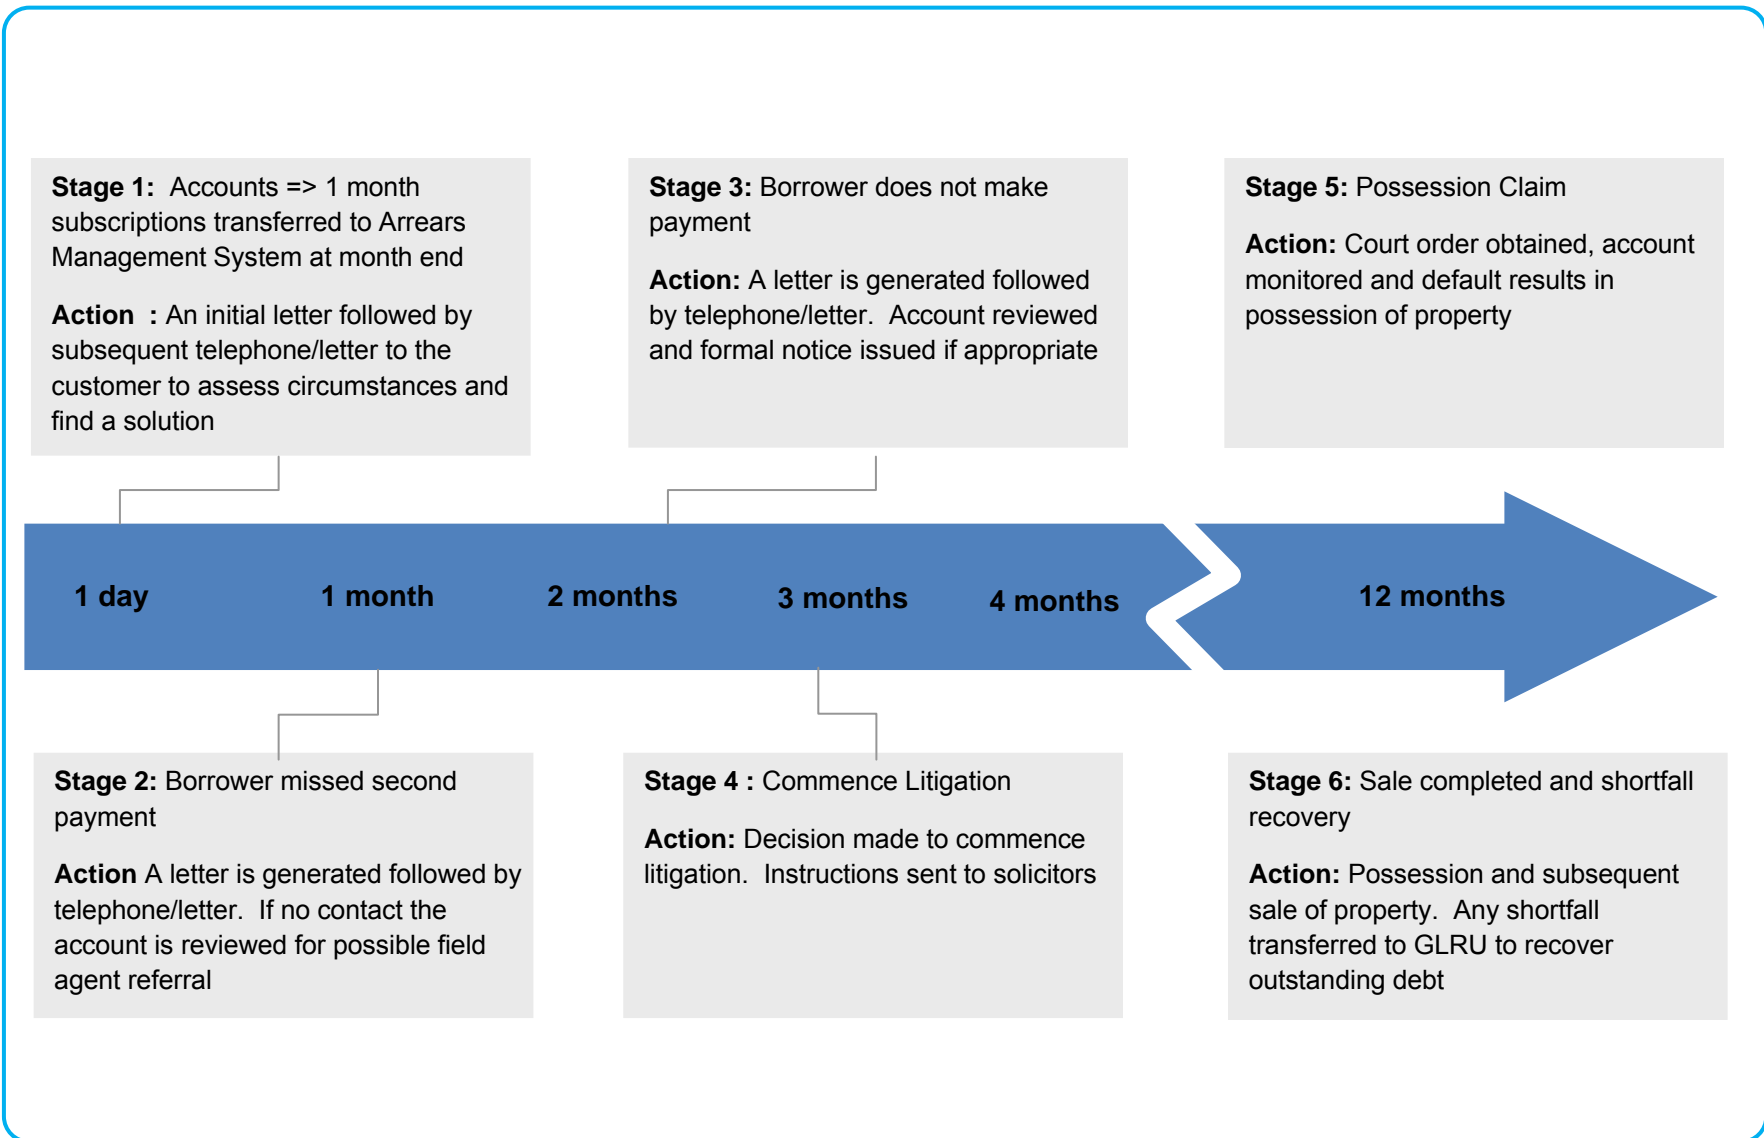 Stage 1: Accounts => 1 month
subscriptions transferred to Arrears
Management System at month end
Action : An initial letter followed by
subsequent telephone/letter to the
customer to assess circumstances and
find a solution
Stage 3: Borrower does not make
payment
Action: A letter is generated followed
by telephone/letter. Account reviewed
and formal notice issued if appropriate
Stage 5: Possession Claim
Action: Court order obtained, account
monitored and default results in
possession of property
1 day
1 month
2 months
3 months
4 months
12 months
Stage 2: Borrower missed second
payment
Action A letter is generated followed by
telephone/letter. If no contact the
account is reviewed for possible field
agent referral
Stage 4 : Commence Litigation
Action: Decision made to commence
litigation. Instructions sent to solicitors
Stage 6: Sale completed and shortfall
recovery
Action: Possession and subsequent
sale of property. Any shortfall
transferred to GLRU to recover
outstanding debt